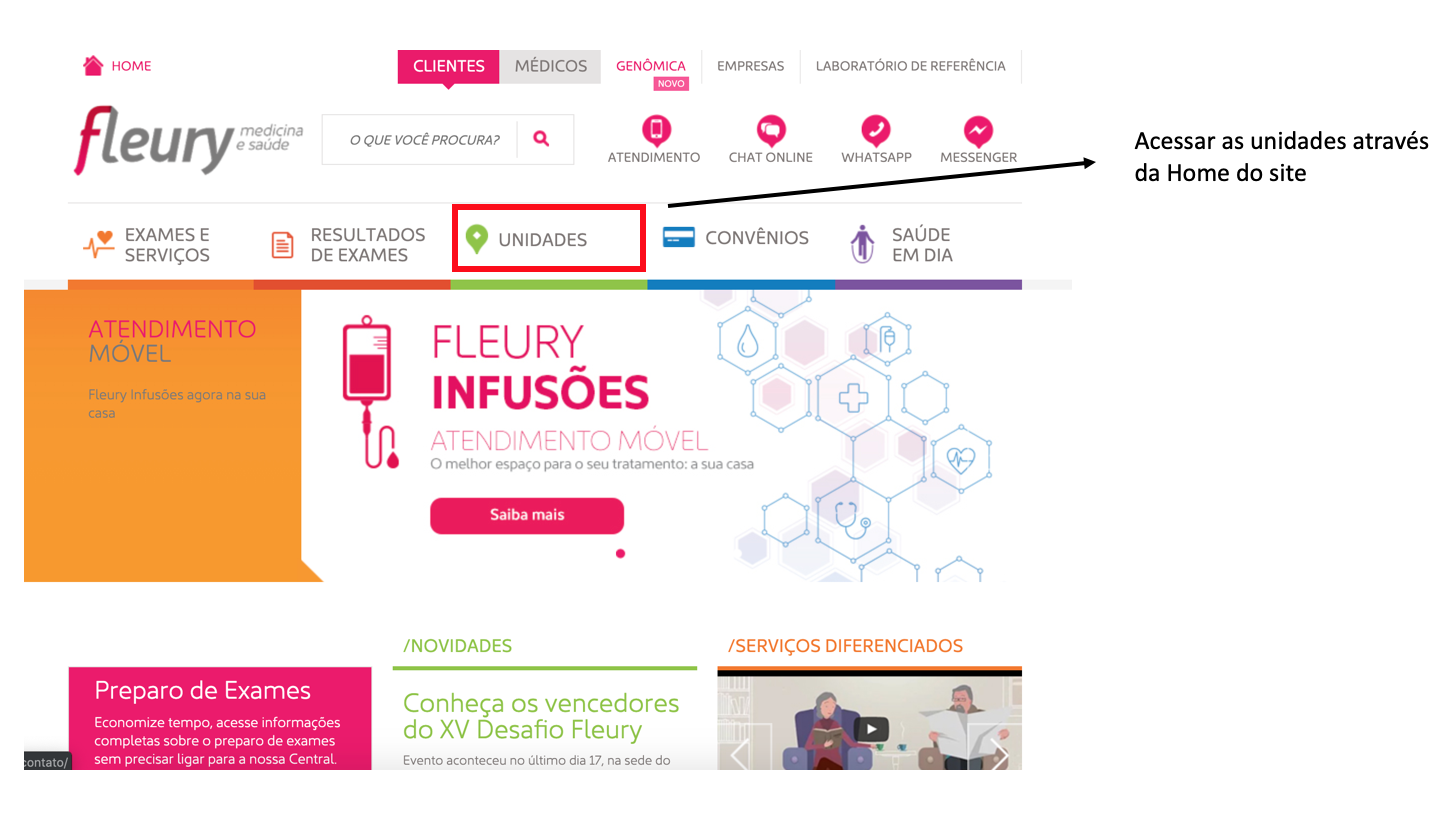 HOME
CLIENTES
MÉDICOS
GENÔMICA
NOVO
EMPRESAS
LABORATÓRIO DE REFERÊNCIA
fleury medicina
e saúde
O QUE VOCÊ PROCURA?
ATENDIMENTO
CHAT ONLINE
WHATSAPP
MESSENGER
Acessar as unidades através
da Home do site
EXAMES E
SERVIÇOS
RESULTADOS
DE EXAMES
UNIDADES
CONVÊNIOS
SAÚDE
EM DIA
ATENDIMENTO
MÓVEL
Fleury Infusões agora na sua
casa
FLEURY
INFUSÕES
ATENDIMENTO MÓVEL
O melhor espaço para o seu tratamento: a sua casa
Saiba mais
Preparo de Exames
Economize tempo, acesse informações
completas sobre o preparo de exames
sem precisar ligar para a nossa Central.
/NOVIDADES
Conheça os vencedores
do XV Desafio Fleury
Evento aconteceu no último dia 17, na sede do
/SERVIÇOS DIFERENCIADOS
contato/